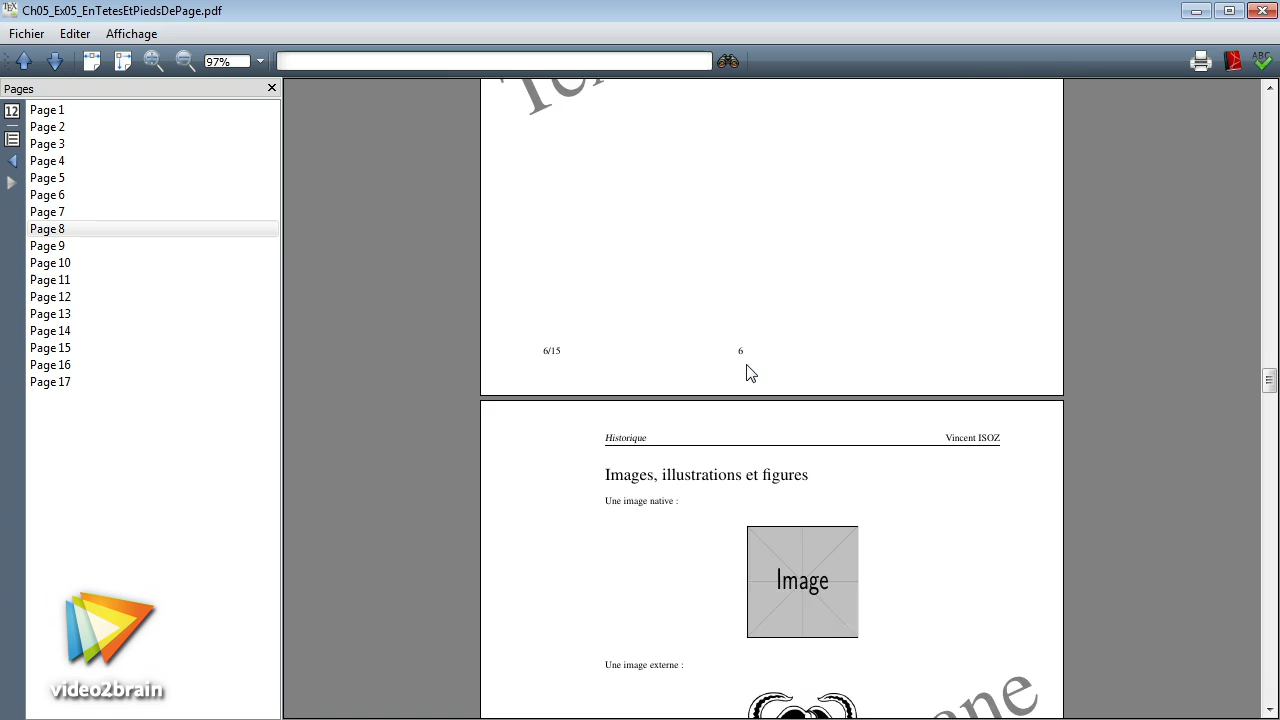 Ch05_Ex05_EnTetesEtPiedsDePage.pdf
Fichier Editer Affichage
97%
ABC
Pages
12
Page 1
Page 2
Page 3
Page 4
Page 5
Page 6
Page 7
Page 8
Page 9
Page 10
Page 11
Page 12
Page 13
Page 14
Page 15
Page 16
Page 17
6/15 6
Historique Vincent ISOZ
Images, illustrations et figures
Une image native :
Image
Une image externe :
ane
video2brain